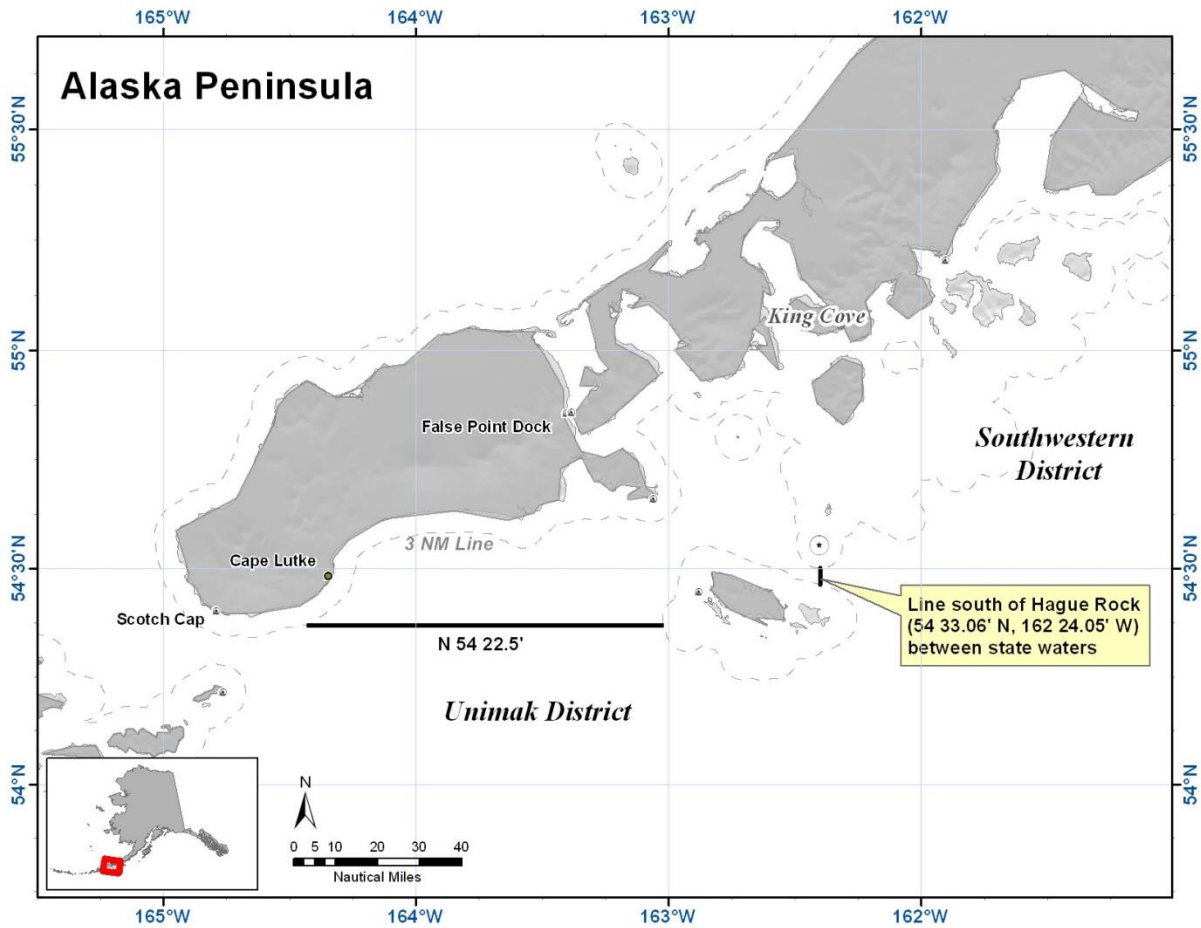 165°W 164°W 163°W 162°W
Alaska Peninsula
55°30'N 55°30'N
King Cove
55°N 55°N
False Point Dock
Southwestern
District
3 NM Line
Cape Lutke
54°30'N 54°30'N
Scotch Cap
Line south of Hague Rock
(54 33.06' N, 162 24.05' W)
between state waters
N 54 22.5'
Unimak District
54°N 54°N
N
0 5 10 20 30 40
Nautical Miles
165°W 164°W 163°W 162°W